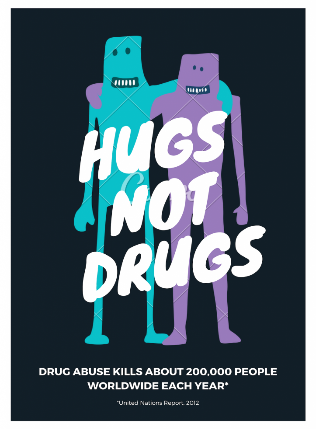 HUGS
NOT
DRUGS
DRUG ABUSE KILLS ABOUT 200,000 PEOPLE
WORLDWIDE EACH YEAR*
*United Nations Report, 2012